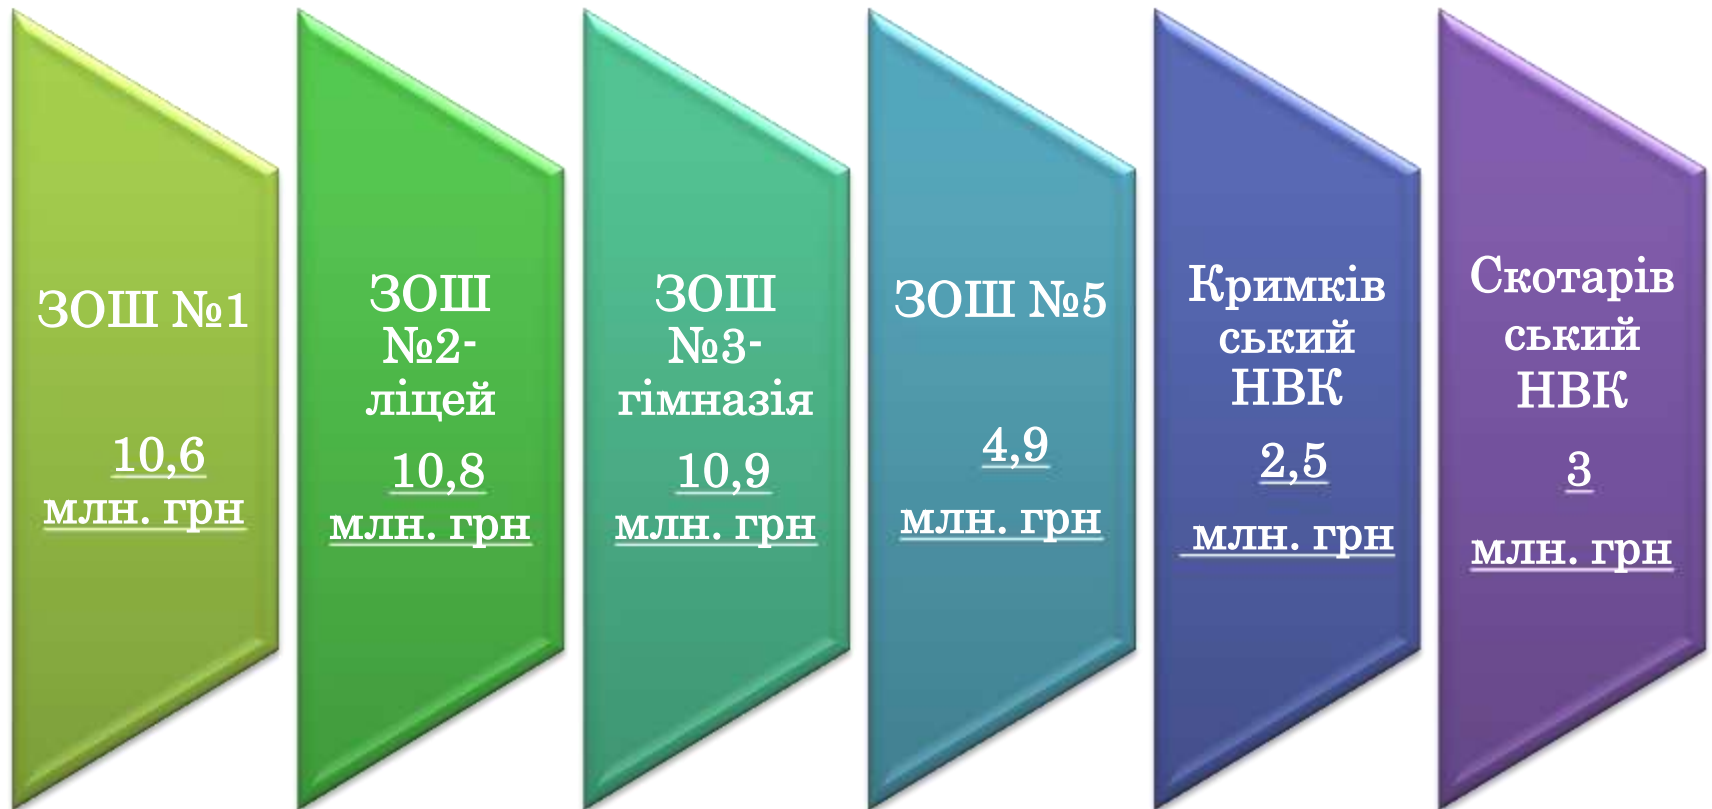 ЗОШ №1
10,6
млн. грн
ЗОШ
№2-
ліцей
10,8
млн. грн
ЗОШ
№3-
гімназія
10,9
млн. грн
ЗОШ №5
4,9
млн. грн
Кримків
ський
НВК
2,5
млн. грн
Скотарів
ський
НВК
3
млн. грн